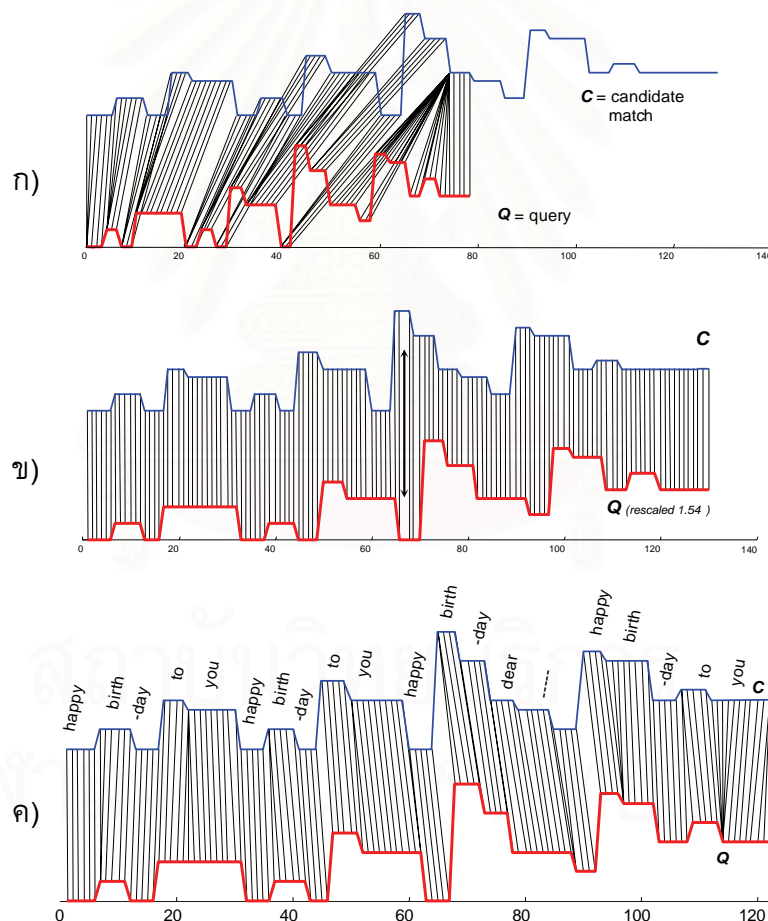 C = candidate
match
ก)
Q = query
0 20 40 60 80 100 120 140
C
ข)
Q (rescaled 1.54 )
0 20 40 60 80 100 120 140
happy birth -day to you happy birth -day to you happy birth -day dear ---- happy birth -day to you
C
ค)
Q
0 20 40 60 80 100 120